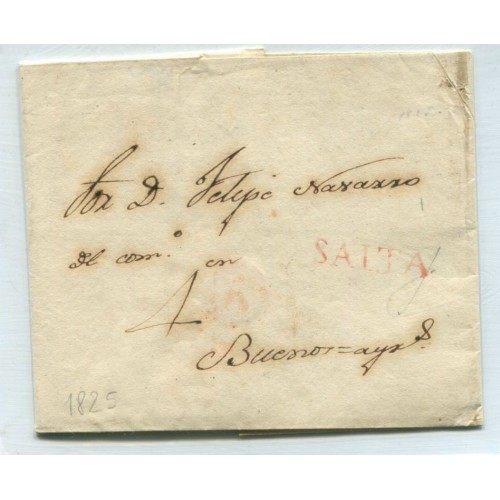 Sor D. Felipe Navarro
del com.o en
SALTA
4
Buenos=ayr.s
1825